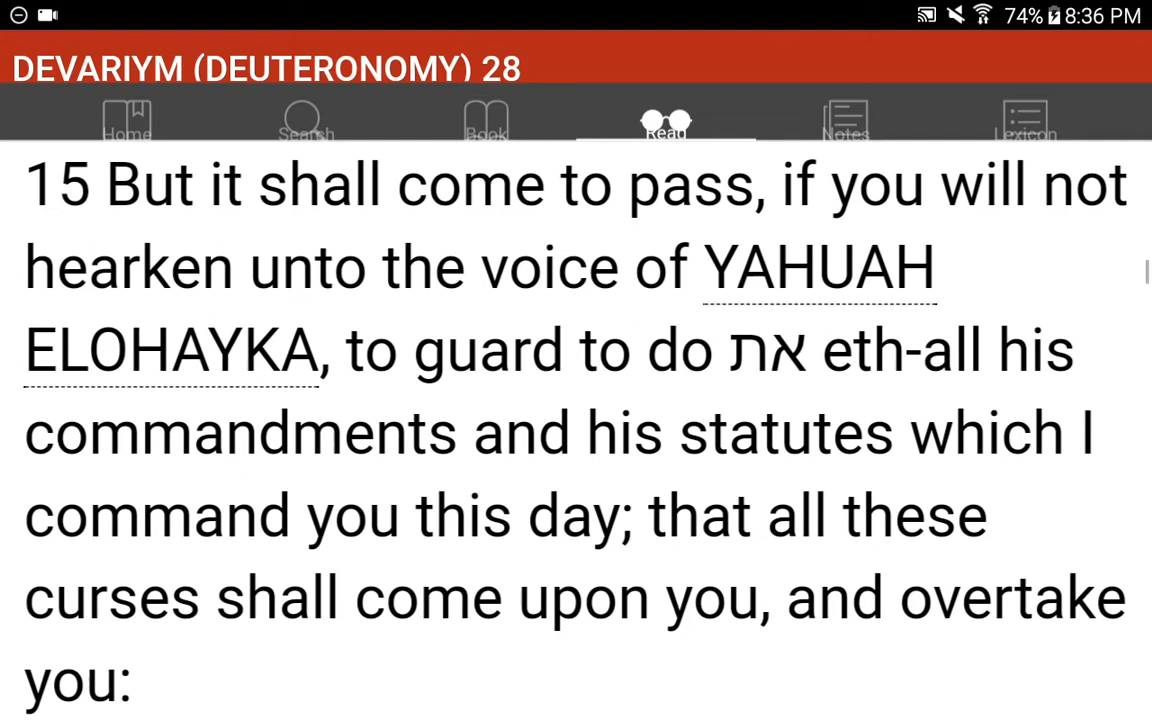 74% 8:36 PM
DEVARIYM (DEUTERONOMY) 28
Home Search Book Read Notes Lexicon
15 But it shall come to pass, if you will not
hearken unto the voice of YAHUAH
ELOHAYKA, to guard to do את eth-all his
commandments and his statutes which I
command you this day; that all these
curses shall come upon you, and overtake
you: